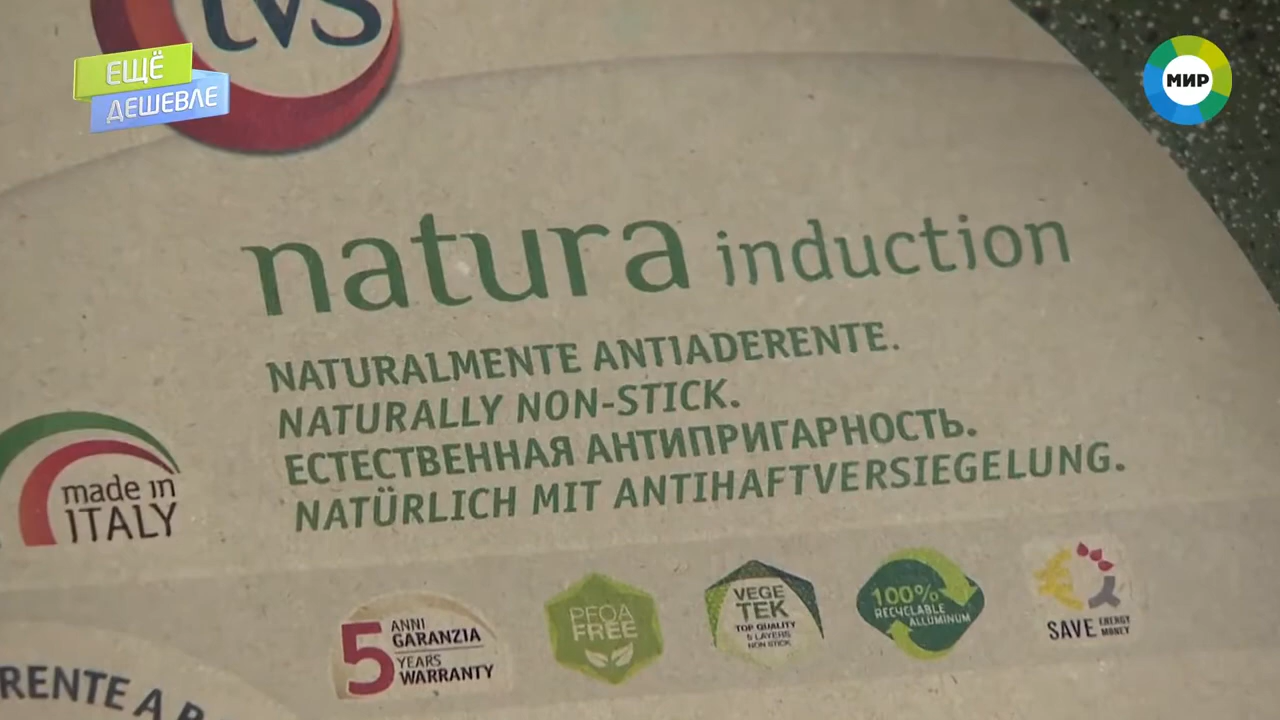 tvs
ЕЩЁ
ДЕШЕВЛЕ
МИР
natura induction
NATURALMENTE ANTIADERENTE.
NATURALLY NON-STICK.
ЕСТЕСТВЕННАЯ АНТИПРИГАРНОСТЬ.
NATÜRLICH MIT ANTIHAFTVERSIEGELUNG.
made in
ITALY
5 ANNI
GARANZIA
YEARS
WARRANTY
PFOA
FREE
VEGE
TEK
TOP QUALITY
5 LAYERS
NON STICK
100%
RECYCLABLE
ALLUMINUM
SAVE ENERGY
MONEY
RENTE A